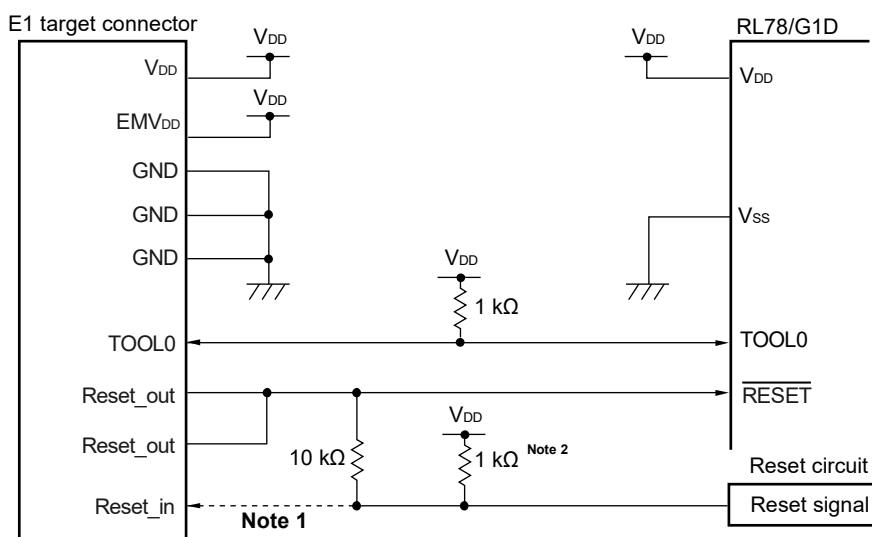 E1 target connector
RL78/G1D
VDD
VDD
VDD
VDD
VDD
EMVDD
GND
GND
VSS
GND
VDD
1 kΩ
TOOL0
TOOL0
Reset_out
RESET
VDD
Reset_out
10 kΩ
1 kΩ Note 2
Reset circuit
Reset_in
Note 1
Reset signal